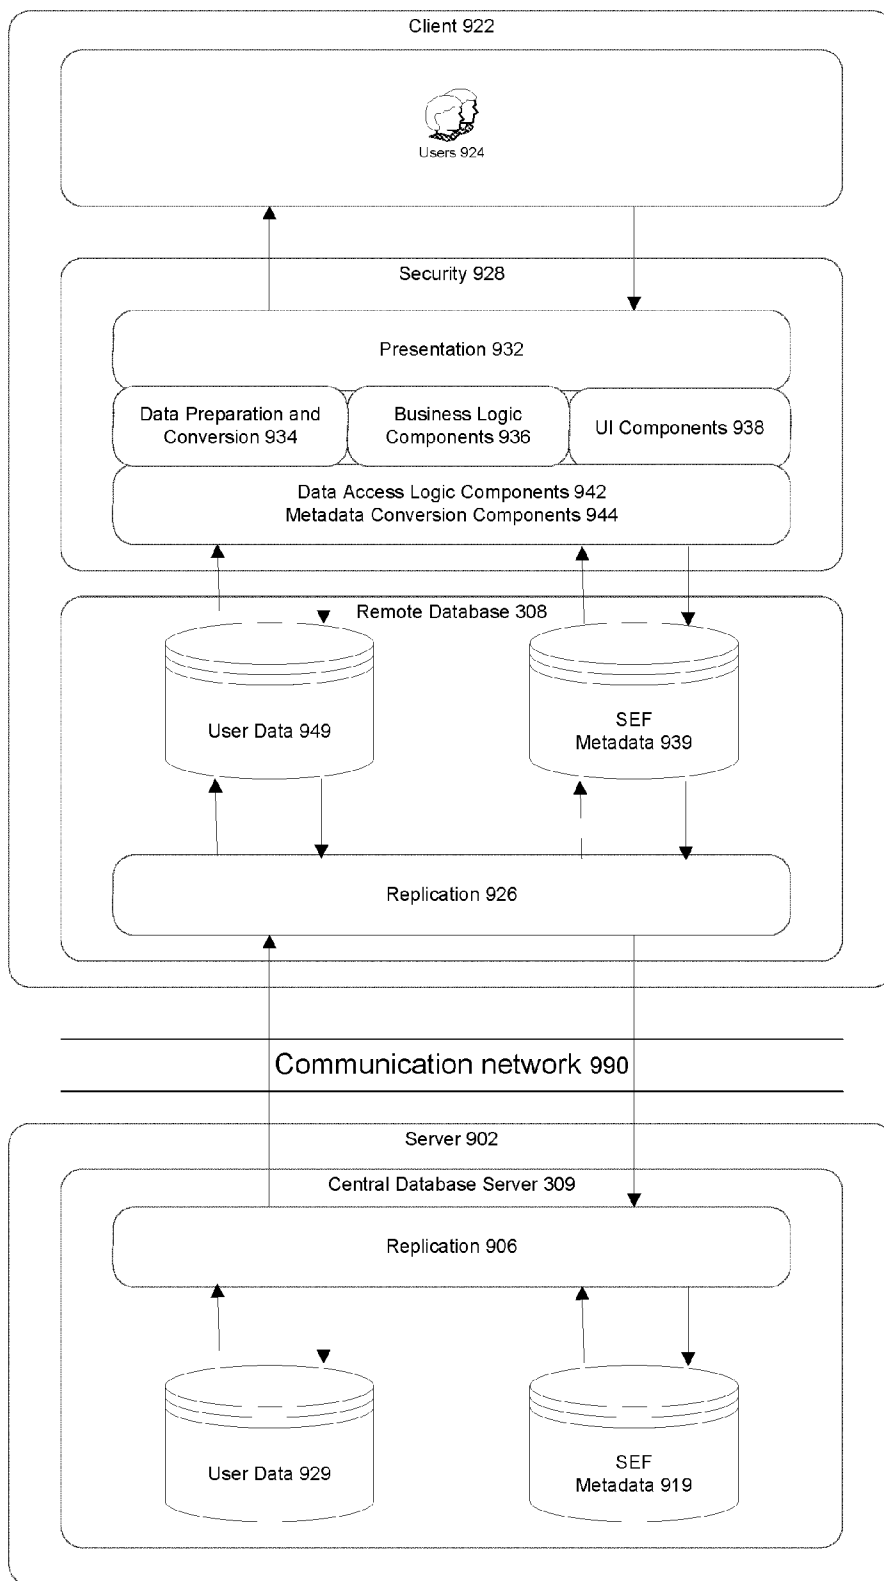 Client 922
Users 924
Security 928
Presentation 932
Data Preparation and
Conversion 934
Business Logic
Components 936
UI Components 938
Data Access Logic Components 942
Metadata Conversion Components 944
Remote Database 308
User Data 949
SEF
Metadata 939
Replication 926
Communication network 990
Server 902
Central Database Server 309
Replication 906
User Data 929
SEF
Metadata 919